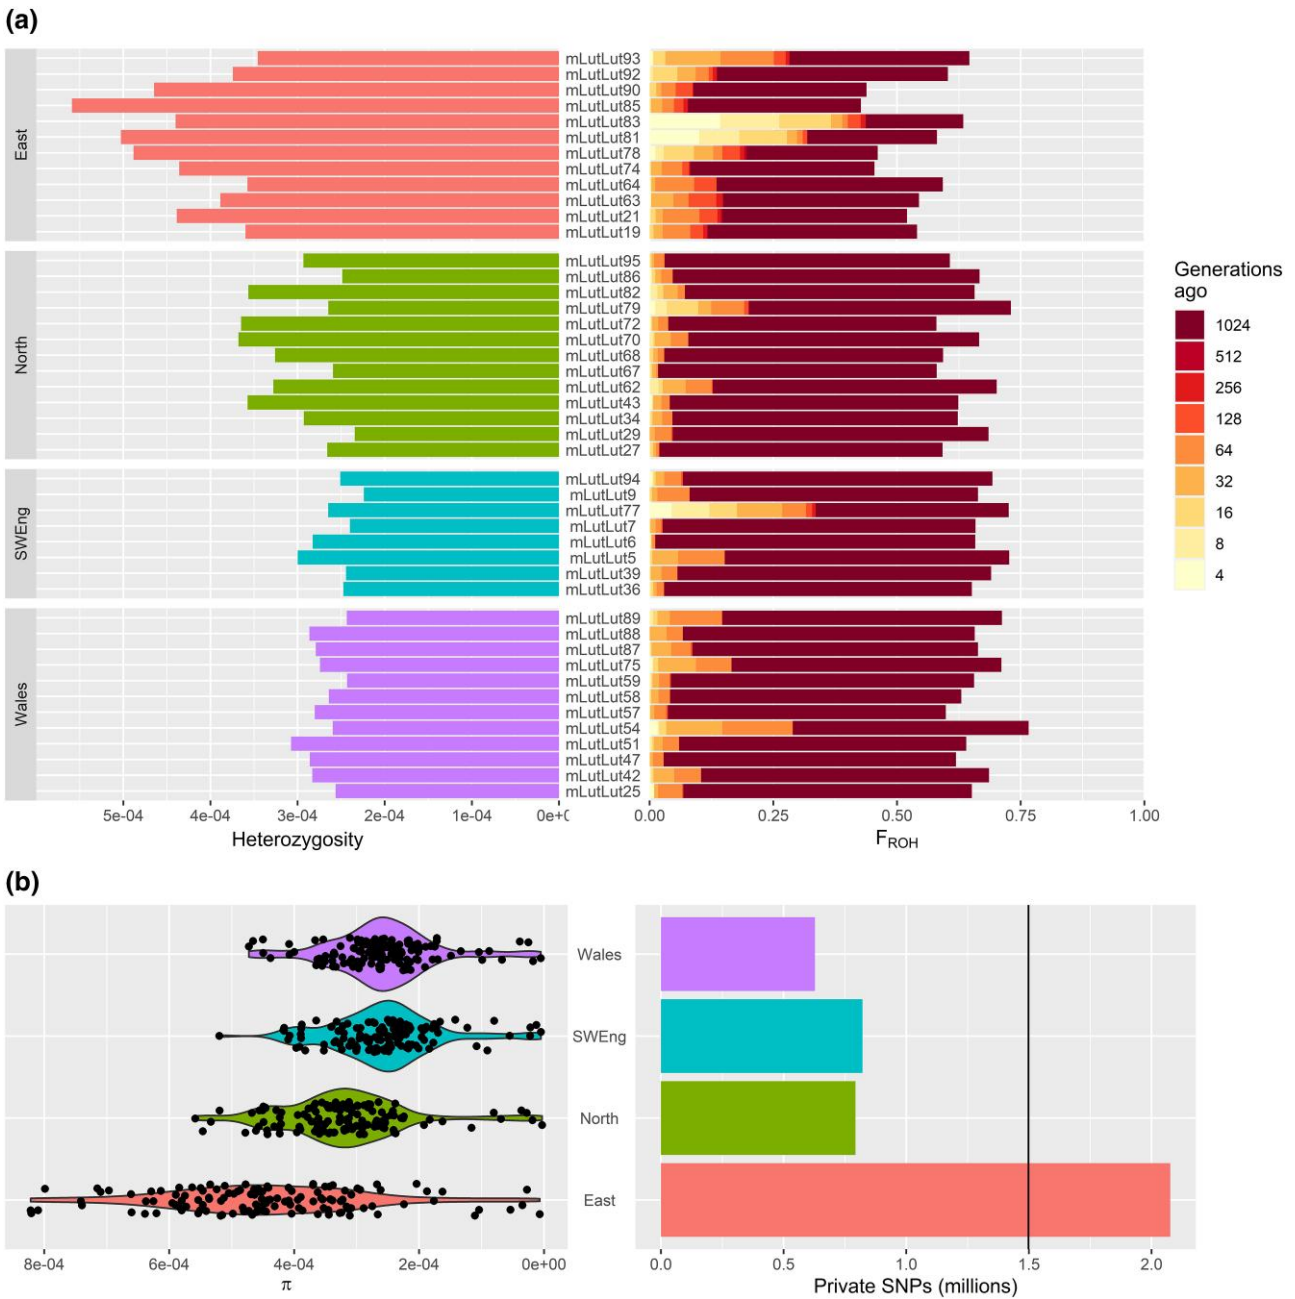 (a)
East
mLutLut93
mLutLut92
mLutLut90
mLutLut85
mLutLut83
mLutLut81
mLutLut78
mLutLut74
mLutLut64
mLutLut63
mLutLut21
mLutLut19
North
mLutLut95
mLutLut86
mLutLut82
mLutLut79
mLutLut72
mLutLut70
mLutLut68
mLutLut67
mLutLut62
mLutLut43
mLutLut34
mLutLut29
mLutLut27
SWEng
mLutLut94
mLutLut9
mLutLut77
mLutLut7
mLutLut6
mLutLut5
mLutLut39
mLutLut36
Wales
mLutLut89
mLutLut88
mLutLut87
mLutLut75
mLutLut59
mLutLut58
mLutLut57
mLutLut54
mLutLut51
mLutLut47
mLutLut42
mLutLut25
5e-04 4e-04 3e-04 2e-04 1e-04 0e+0
Heterozygosity
0.00 0.25 0.50 0.75 1.00
FROH
Generations
ago
1024
512
256
128
64
32
16
8
4
(b)
Wales
SWEng
North
East
8e-04 6e-04 4e-04 2e-04 0e+00
π
0.0 0.5 1.0 1.5 2.0
Private SNPs (millions)